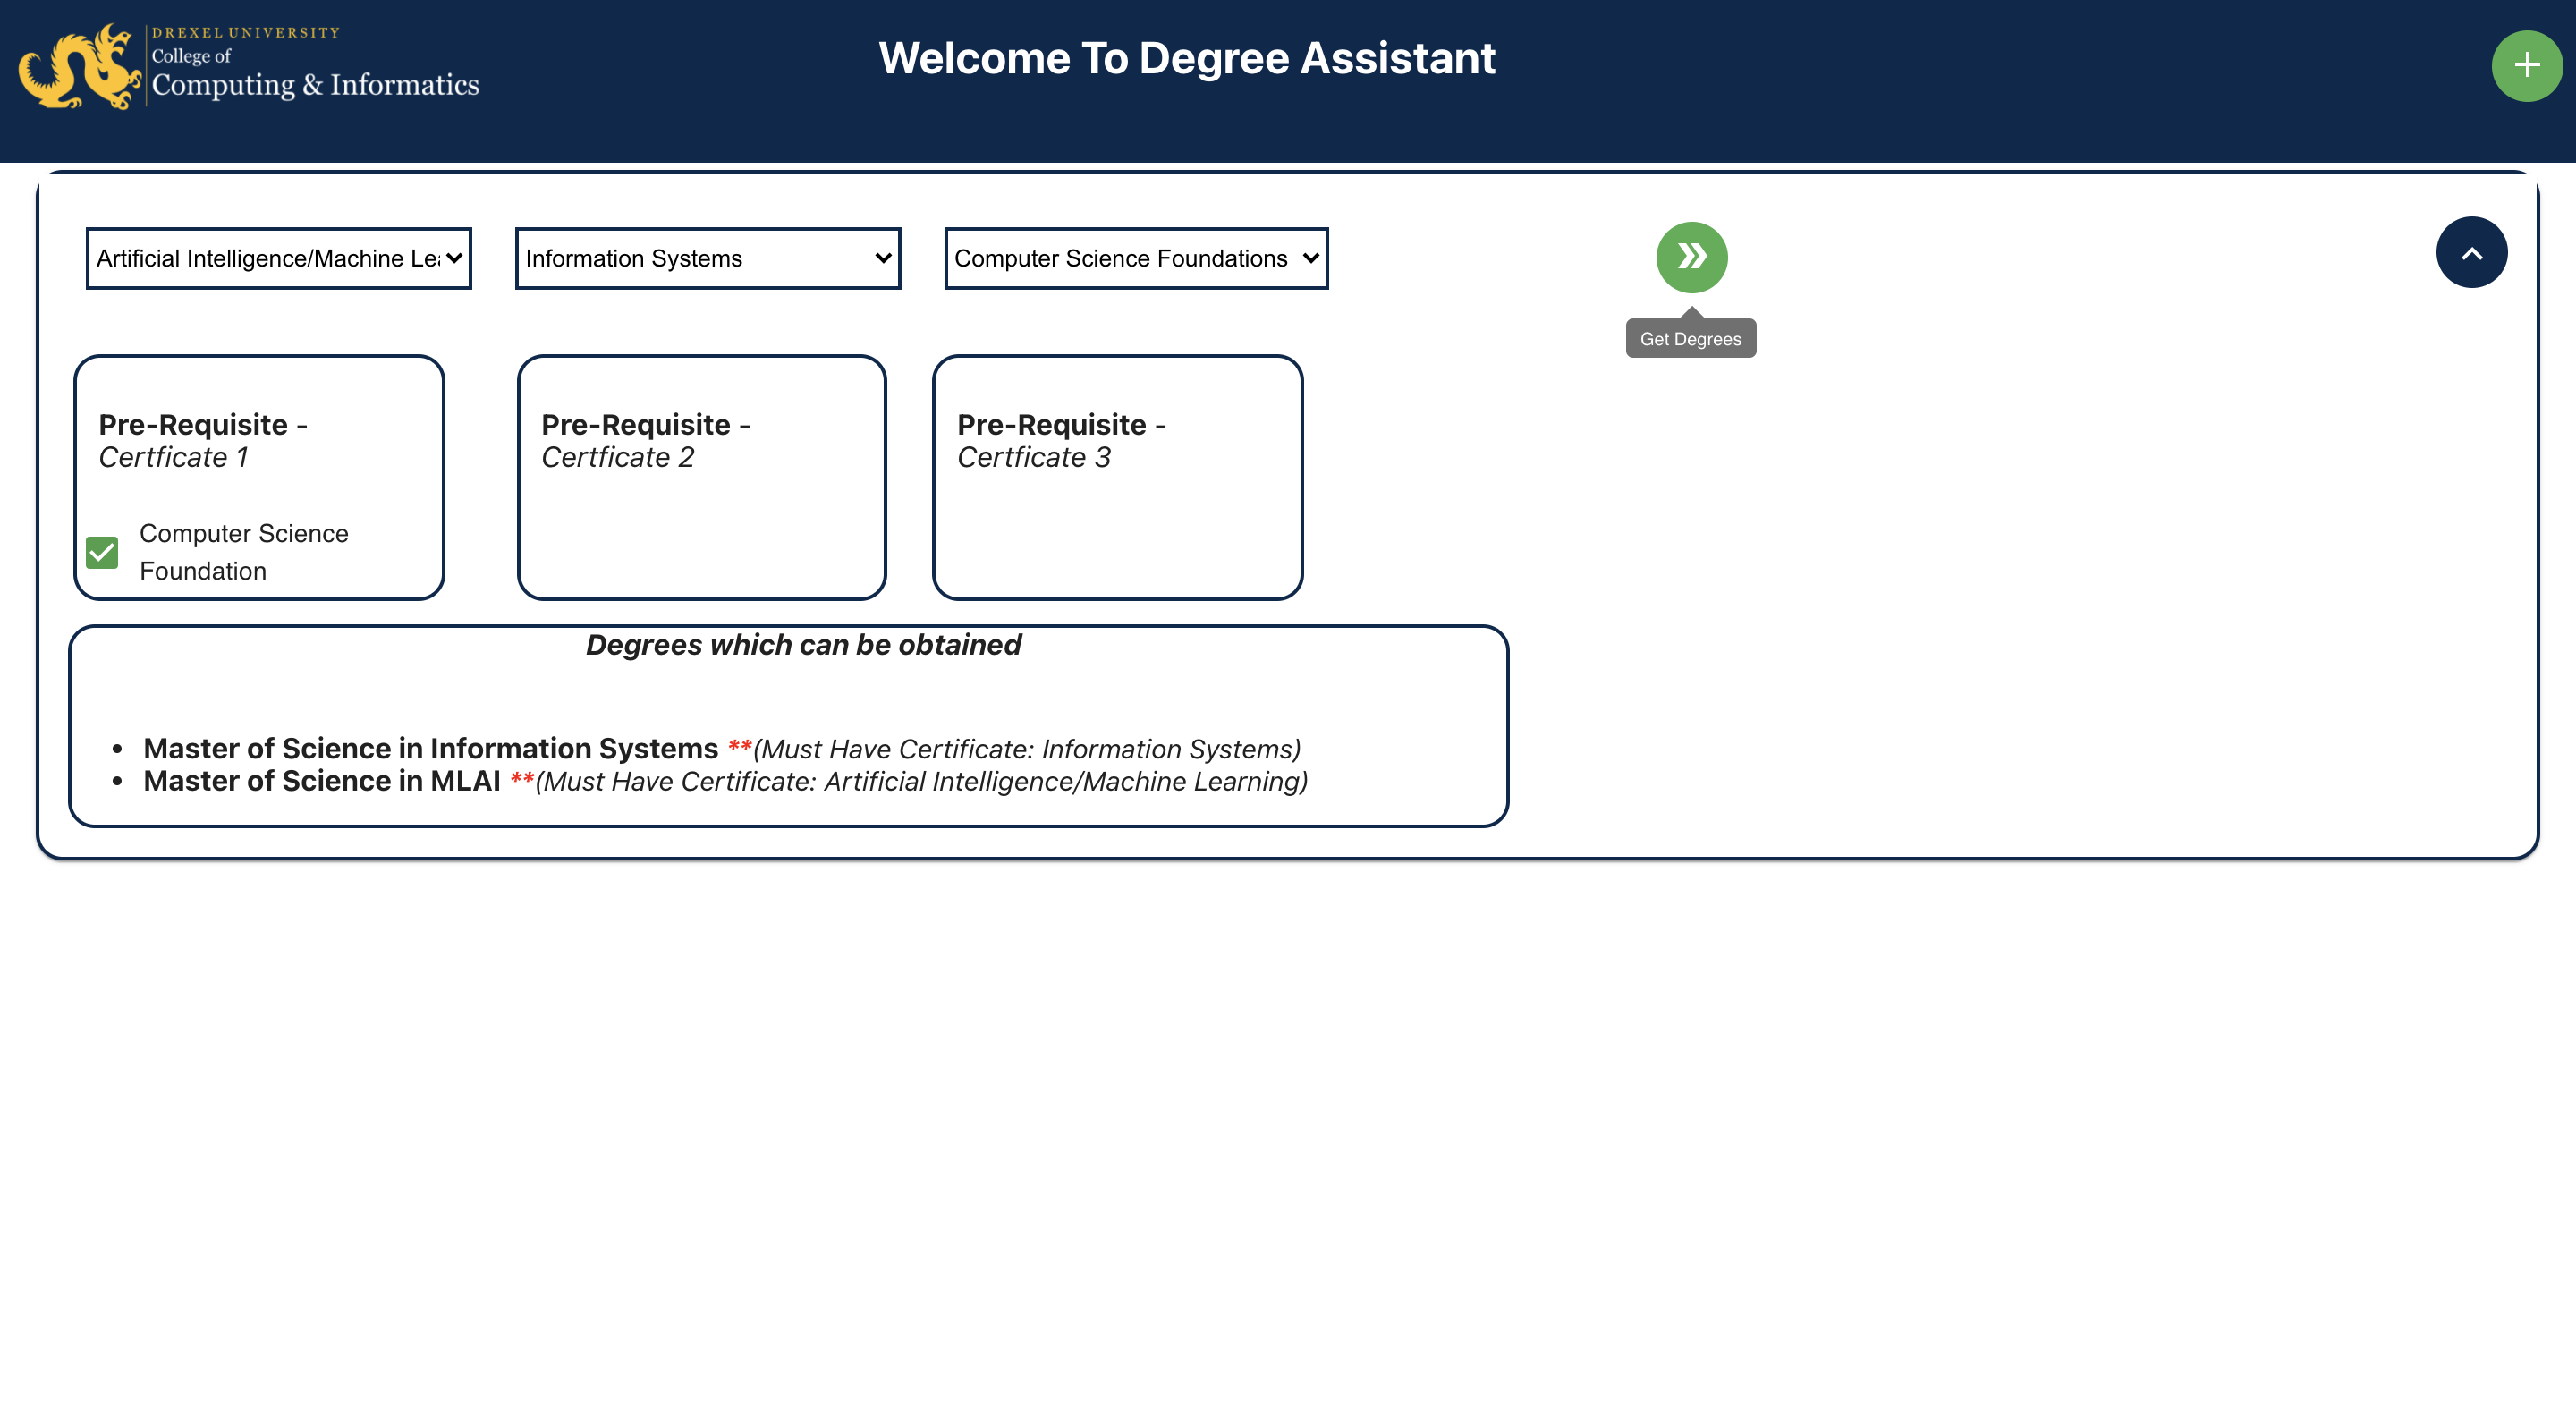 DREXEL UNIVERSITY
College of
Computing & Informatics
Welcome To Degree Assistant
Artificial Intelligence/Machine Lea
Information Systems
Computer Science Foundations
Get Degrees
Pre-Requisite -
Certficate 1
Computer Science
Foundation
Pre-Requisite -
Certficate 2
Pre-Requisite -
Certficate 3
Degrees which can be obtained
• Master of Science in Information Systems **(Must Have Certificate: Information Systems)
• Master of Science in MLAI **(Must Have Certificate: Artificial Intelligence/Machine Learning)